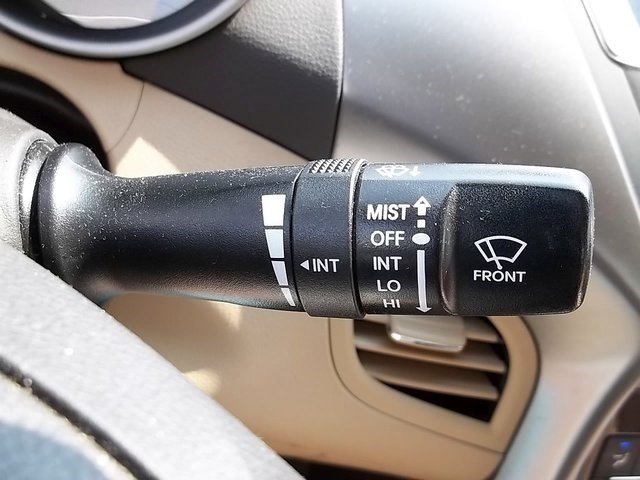 MIST
OFF
INT
INT
LO
HI
FRONT